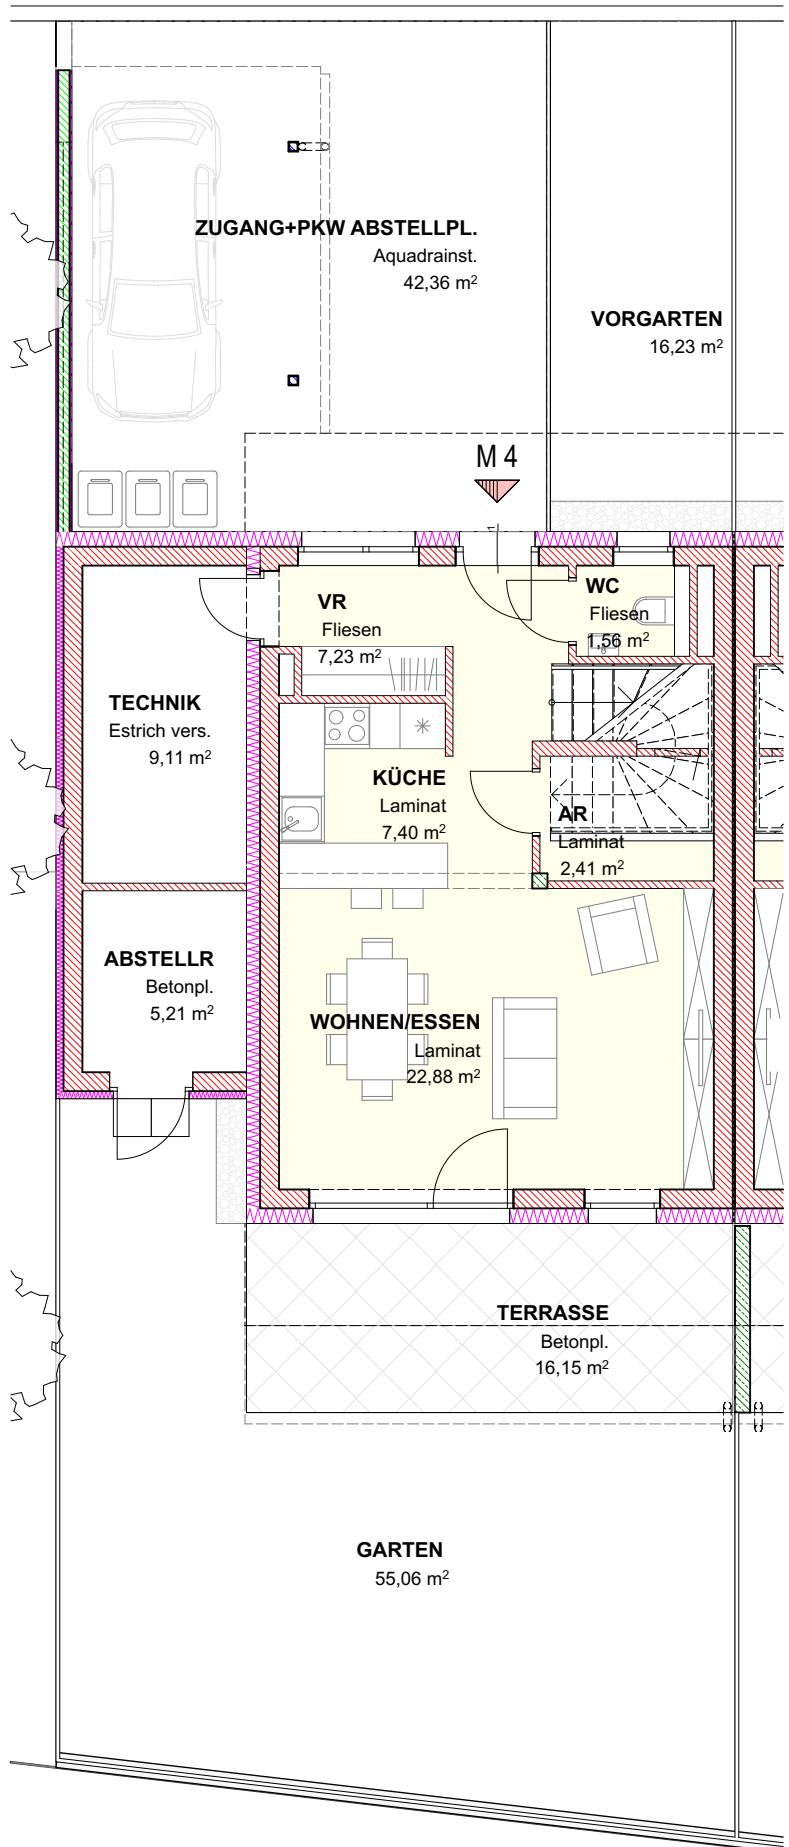 ZUGANG+PKW ABSTELLPL.
Aquadrainst.
42,36 m²
VORGARTEN
16,23 m²
M 4
1
VR
Fliesen
7,23 m²
WC
Fliesen
1,56 m²
TECHNIK
Estrich vers.
9,11 m²
KÜCHE
Laminat
7,40 m²
AR
Laminat
2,41 m²
ABSTELLR
Betonpl.
5,21 m²
WOHNEN/ESSEN
Laminat
22,88 m²
TERRASSE
Betonpl.
16,15 m²
GARTEN
55,06 m²